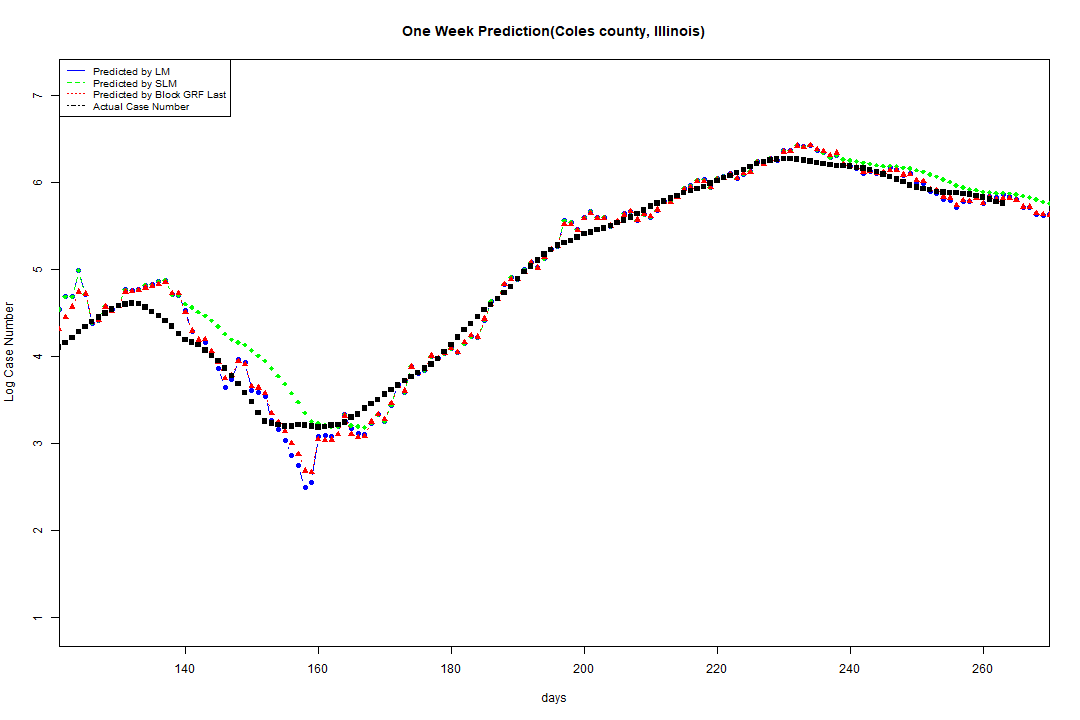 One Week Prediction(Coles county, Illinois)
Predicted by LM
Predicted by SLM
Predicted by Block GRF Last
Actual Case Number
7
6
5
4
3
2
1
Log Case Number
140 160 180 200 220 240 260
days